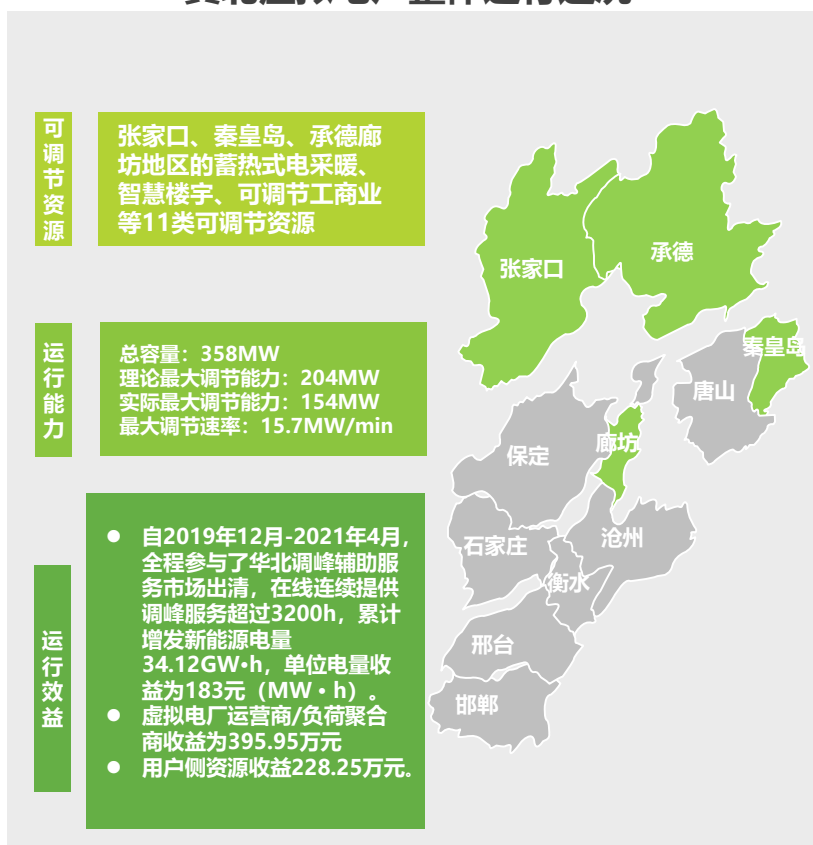 可调节资源
张家口、秦皇岛、承德廊
坊地区的蓄热式电采暖、
智慧楼宇、可调节工商业
等11类可调节资源
运行能力
总容量：358MW
理论最大调节能力：204MW
实际最大调节能力：154MW
最大调节速率：15.7MW/min
运行效益
● 自2019年12月-2021年4月，
全程参与了华北调峰辅助服
务市场出清，在线连续提供
调峰服务超过3200h，累计
增发新能源电量
34.12GW•h，单位电量收
益为183元（MW • h）。
● 虚拟电厂运营商/负荷聚合
商收益为395.95万元
● 用户侧资源收益228.25万元。
张家口
承德
秦皇岛
唐山
廊坊
保定
沧州
石家庄
衡水
邢台
邯郸